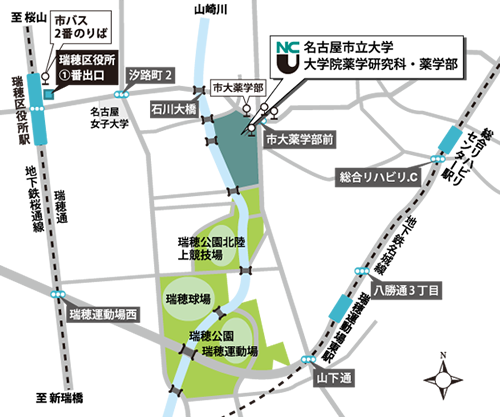 至 桜山
市バス
2番のりば
瑞穂区役所
①番出口
瑞穂区役所駅
地下鉄桜通線
瑞穂通
汐路町2
名古屋
女子大学
石川大橋
山崎川
市大薬学部
NCU
名古屋市立大学
大学院薬学研究科・薬学部
市大薬学部前
総合リハビリ
センター駅
総合リハビリ.C
地下鉄名城線
瑞穂公園北陸
上競技場
瑞穂球場
瑞穂公園
瑞穂運動場
瑞穂運動場西
八勝通3丁目
瑞穂運動場東駅
山下通
至 新瑞橋
N